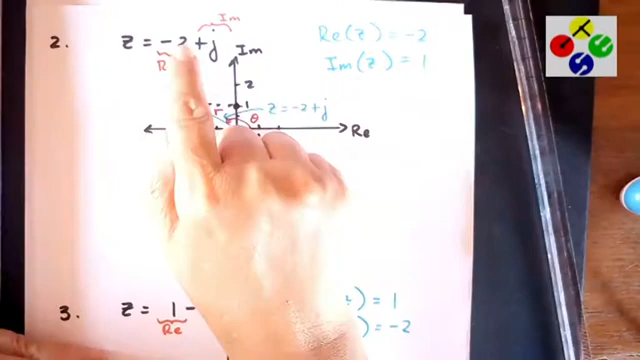 Im
2. z = -2 + j Re(z) = -2
R
Im Im(z) = 1
2
1
r z = -2+j
θ
Re
3. z = 1 - ) = 1
Re ) = -2